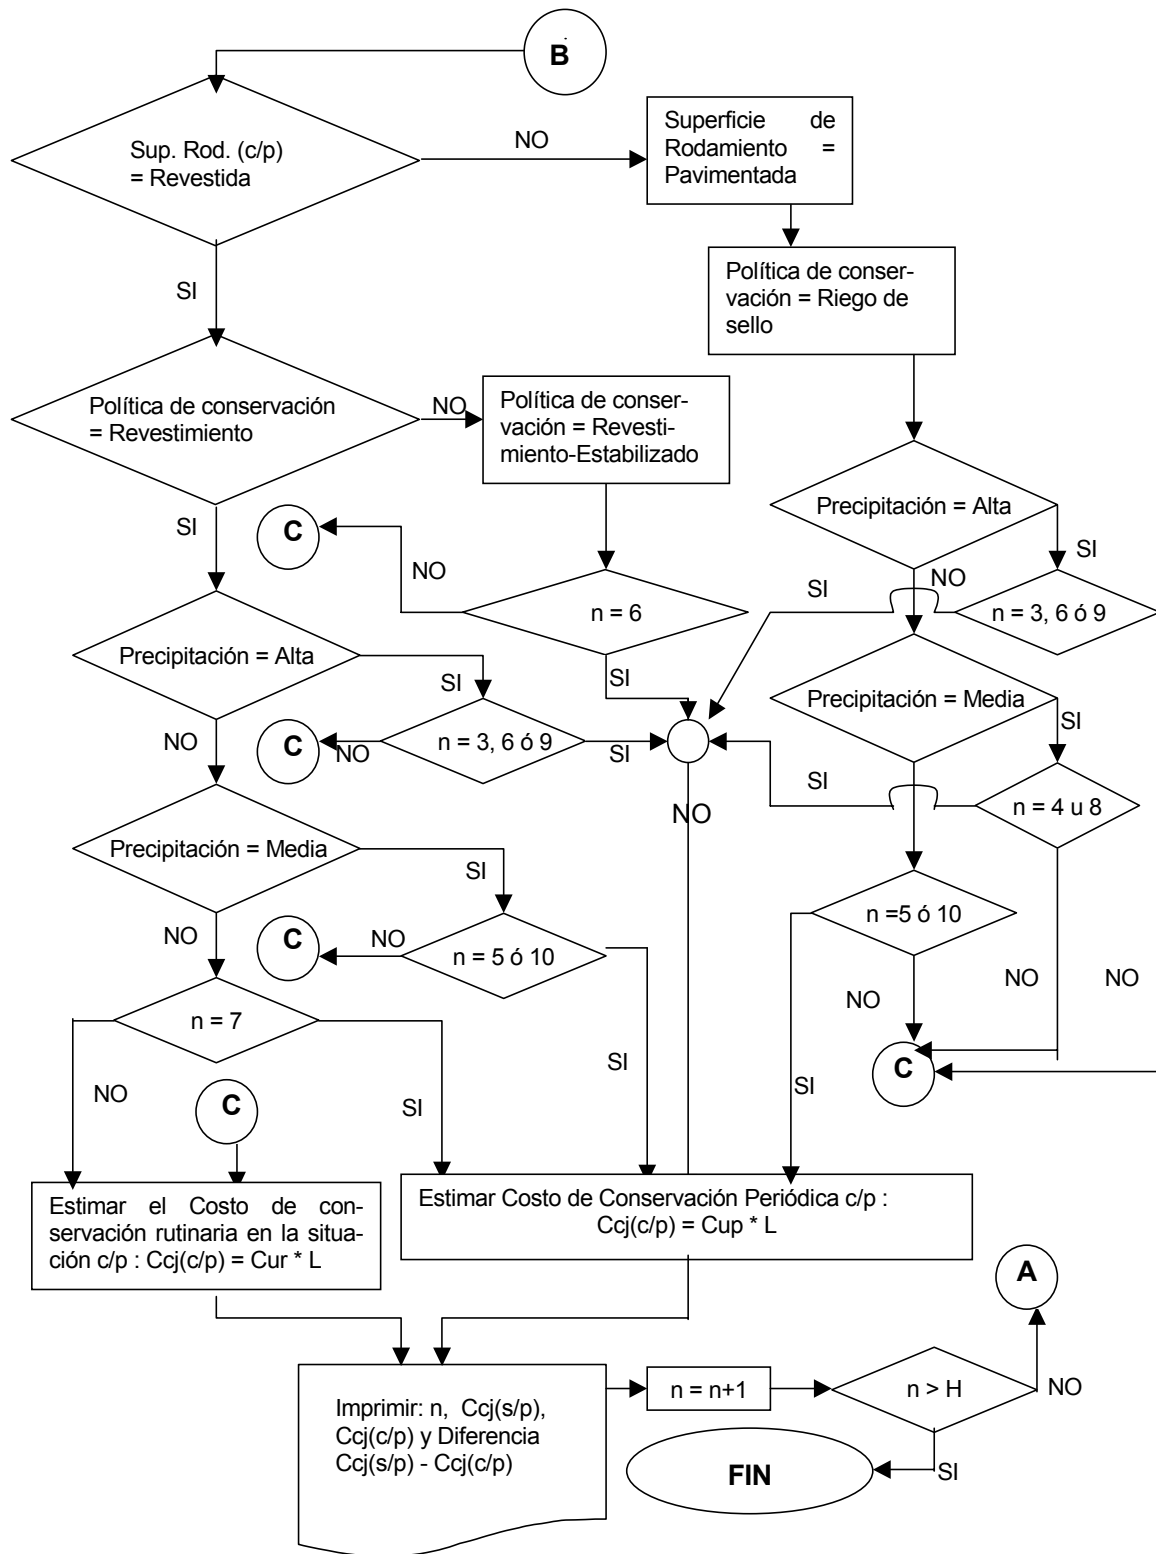 B
Sup. Rod. (c/p)
= Revestida
NO
Superficie de
Rodamiento =
Pavimentada
SI
Política de conser-
vación = Riego de
sello
Política de conservación
= Revestimiento
NO
Política de conser-
vación = Revesti-
miento-Estabilizado
Precipitación = Alta
SI
C
NO
SI
NO
SI
n = 6
n = 3, 6 ó 9
Precipitación = Alta
SI
SI
Precipitación = Media
SI
NO
C
NO
n = 3, 6 ó 9
SI
SI
n = 4 u 8
NO
Precipitación = Media
SI
n =5 ó 10
NO
C
NO
n = 5 ó 10
NO
NO
NO
n = 7
SI
C
NO
C
SI
SI
Estimar el Costo de con-
servación rutinaria en la situa-
ción c/p : Ccj(c/p) = Cur * L
Estimar Costo de Conservación Periódica c/p :
Ccj(c/p) = Cup * L
A
Imprimir: n, Ccj(s/p),
Ccj(c/p) y Diferencia
Ccj(s/p) - Ccj(c/p)
n = n+1
n > H
NO
SI
FIN